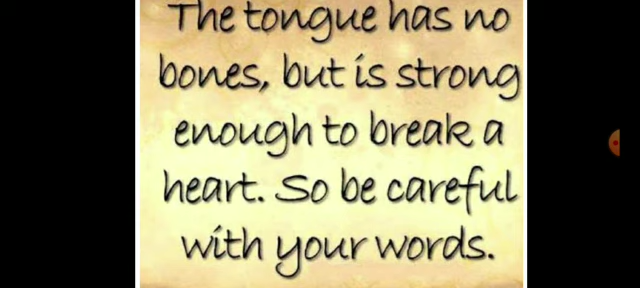 The tongue has no
bones, but is strong
enough to break a
heart. So be careful
with your words.